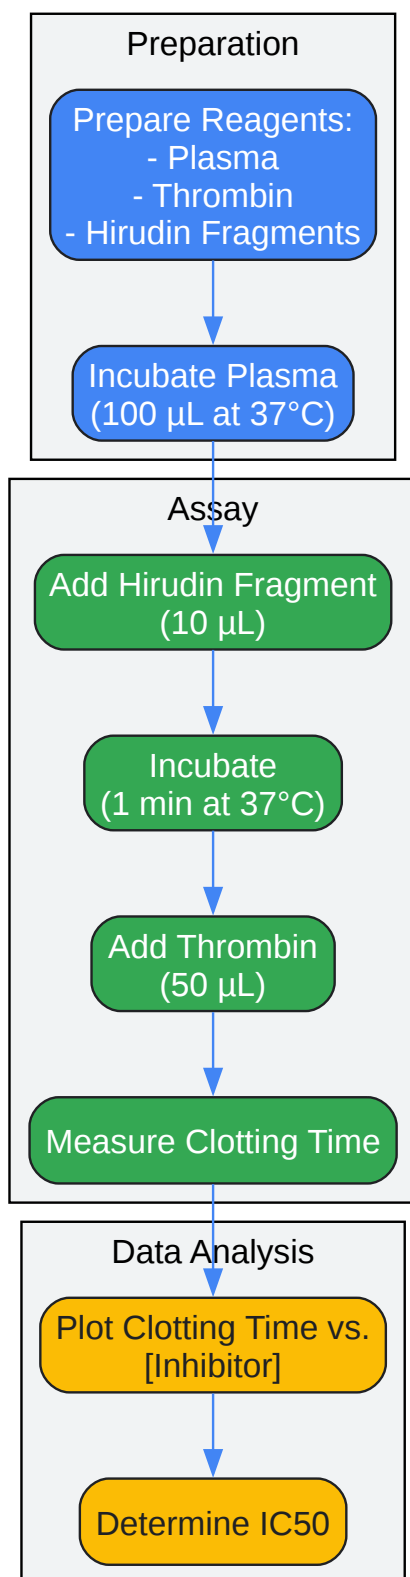 Preparation
Prepare Reagents:
- Plasma
- Thrombin
- Hirudin Fragments
Incubate Plasma
(100 µL at 37°C)
Assay
Add Hirudin Fragment
(10 µL)
Incubate
(1 min at 37°C)
Add Thrombin
(50 µL)
Measure Clotting Time
Data Analysis
Plot Clotting Time vs.
[Inhibitor]
Determine IC50